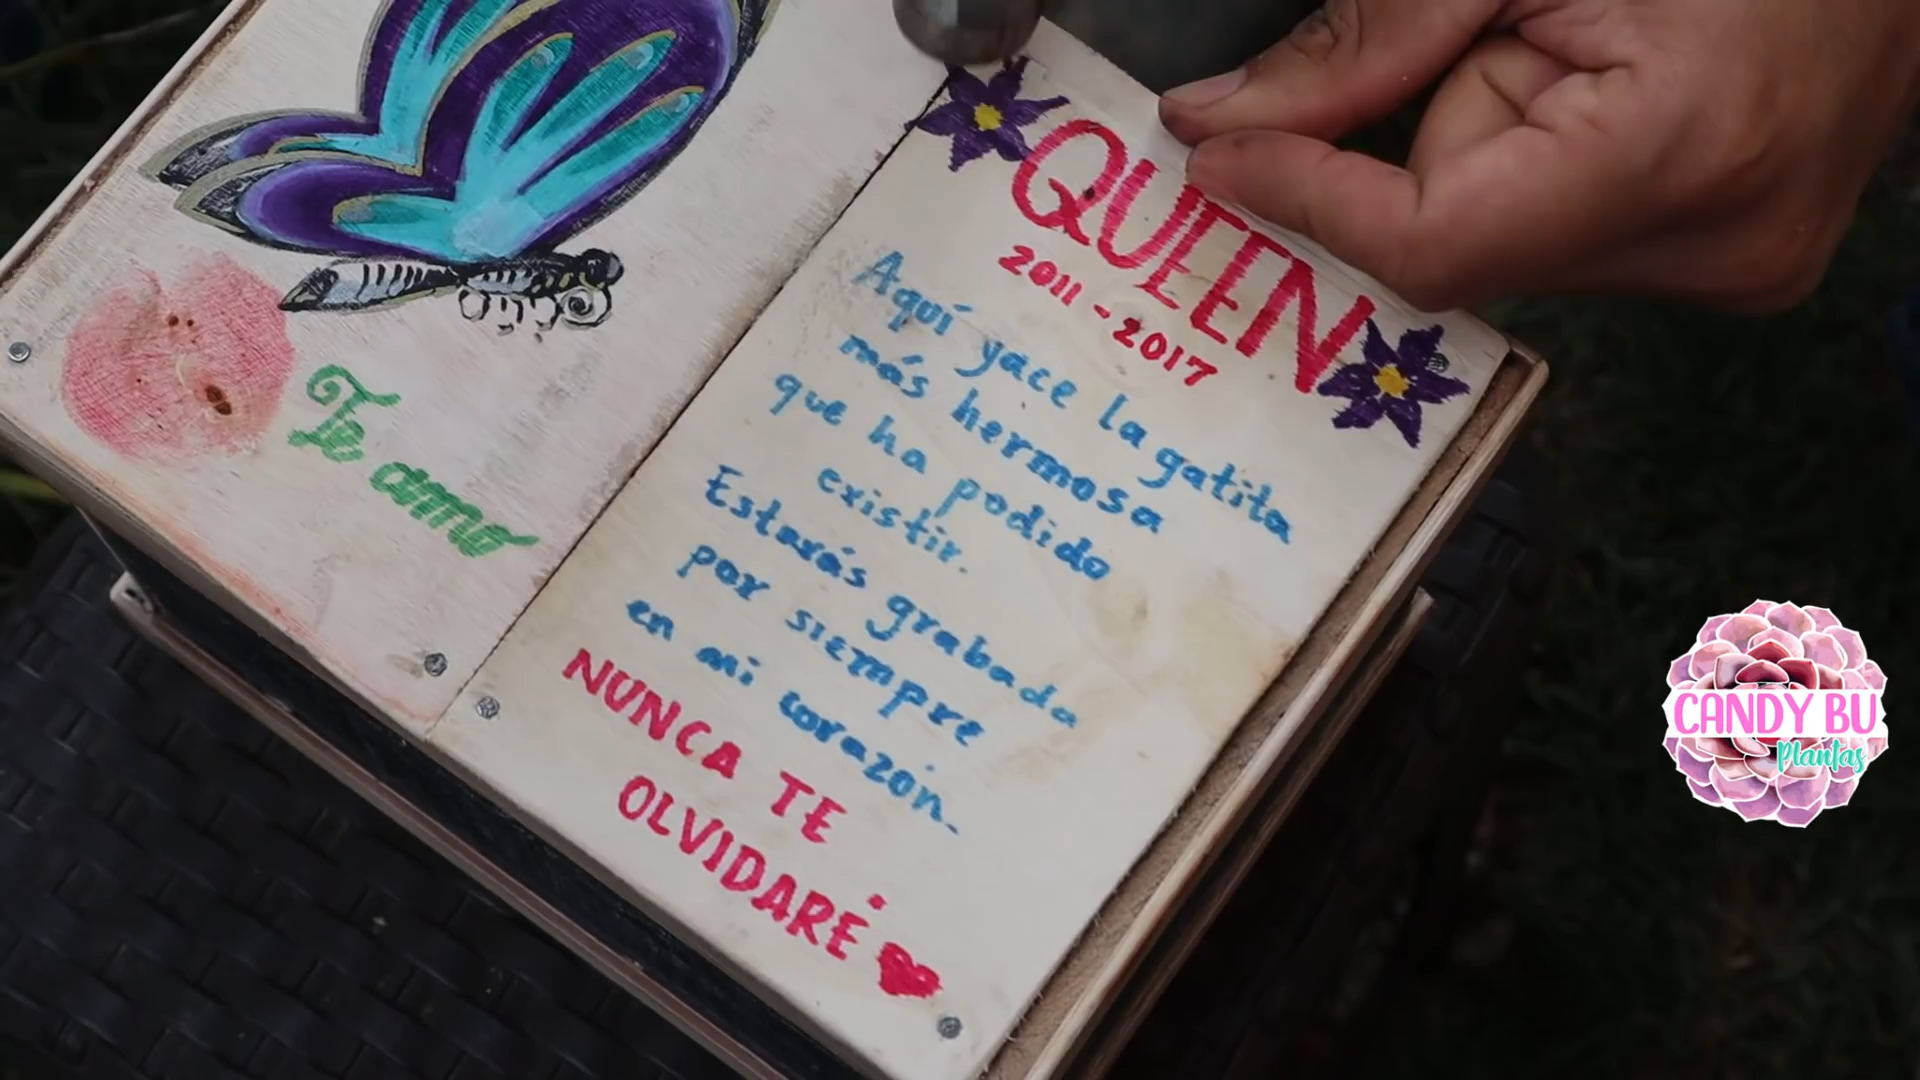 Te amo
QUEEN
2011 - 2017
Aquí yace la gatita
más hermosa
que ha podido
existir.
Estarás grabada
por siempre
en mi corazón.
NUNCA TE
OLVIDARÉ
CANDY BU
Plantas